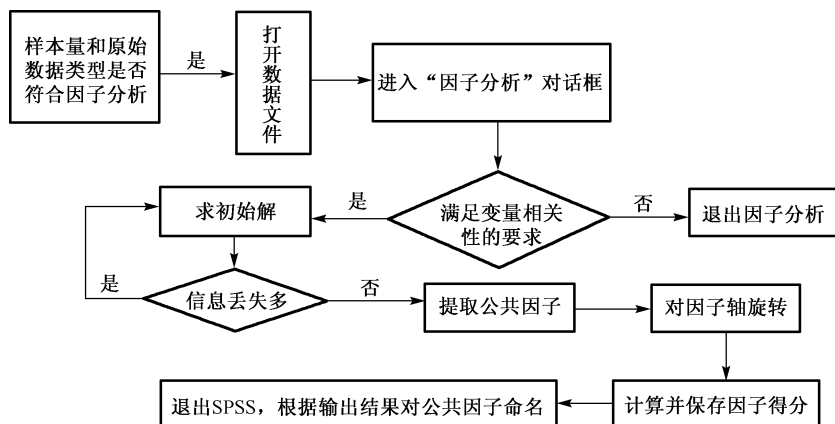 样本量和原始
数据类型是否
符合因子分析
是
打开数据文件
进入“因子分析”对话框
满足变量相关
性的要求
是
否
求初始解
退出因子分析
信息丢失多
是
否
提取公共因子
对因子轴旋转
计算并保存因子得分
退出SPSS，根据输出结果对公共因子命名